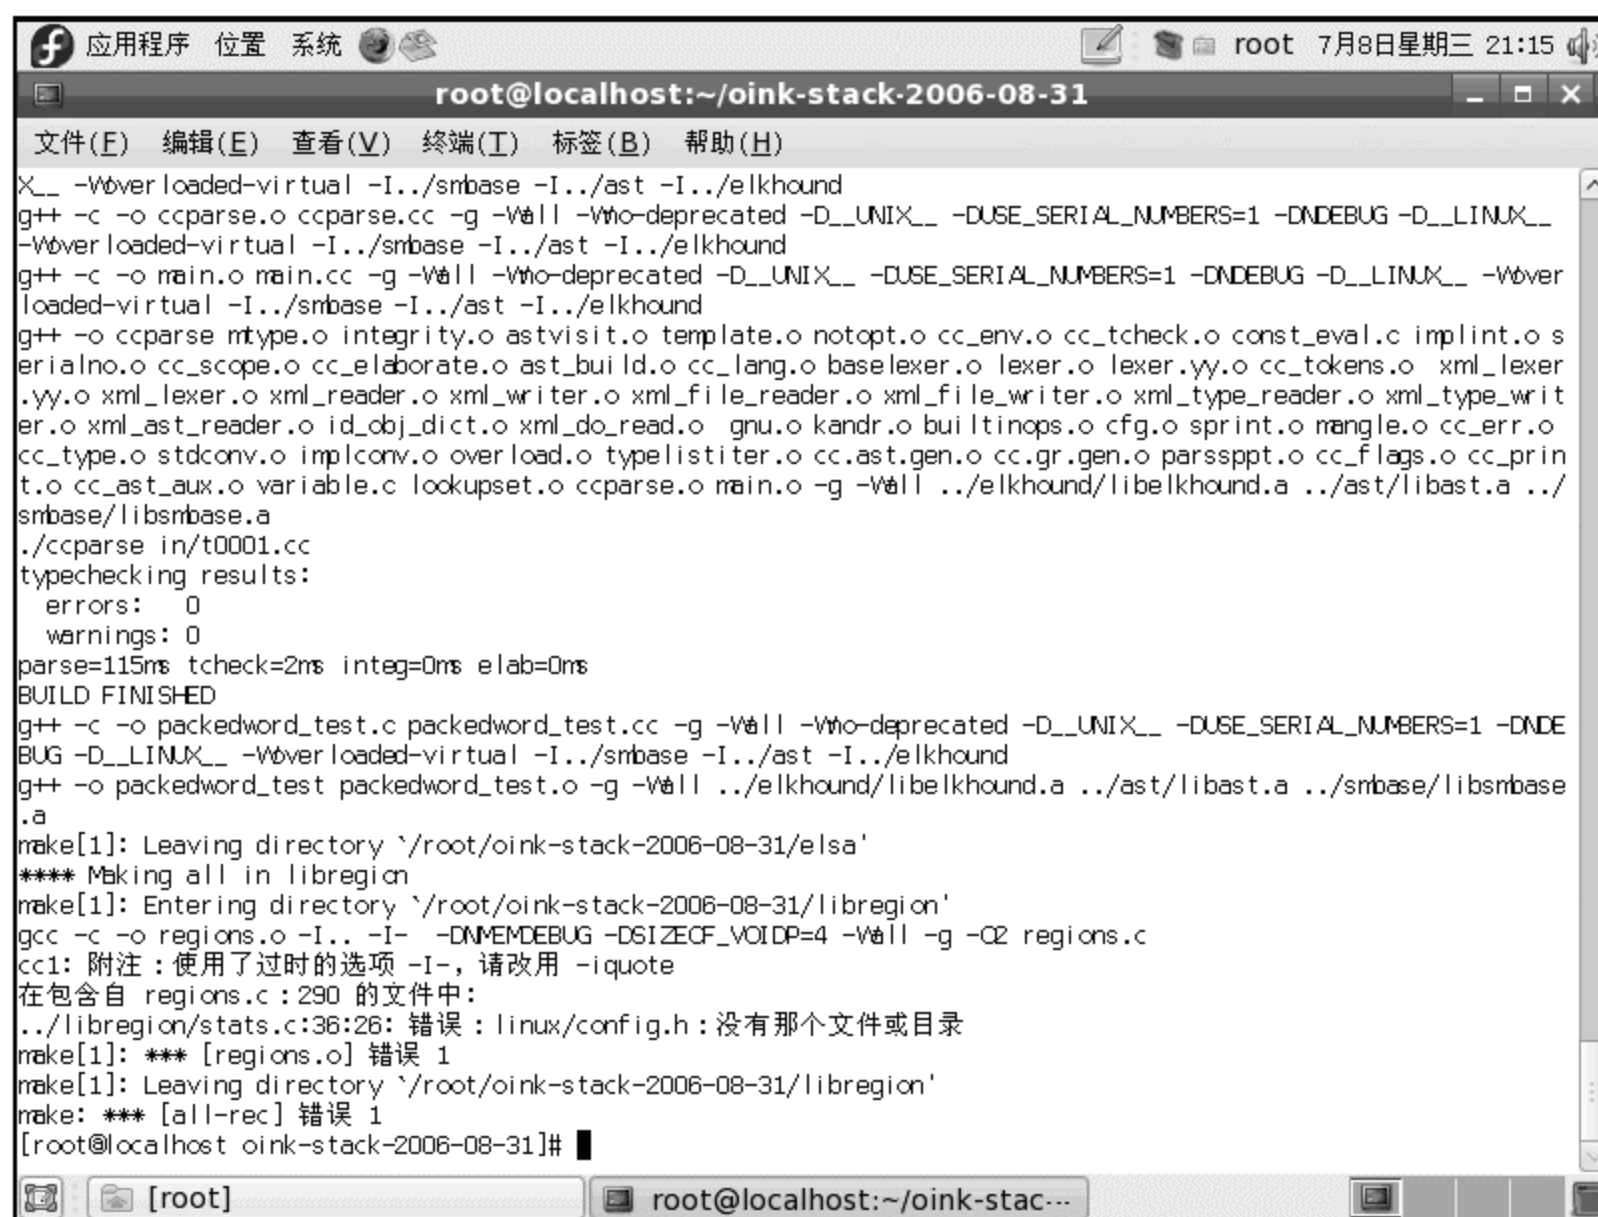 应用程序 位置 系统 root 7月8日星期三 21:15
root@localhost:~/oink-stack-2006-08-31
文件(F) 编辑(E) 查看(V) 终端(T) 标签(B) 帮助(H)
X__ -Woverloaded-virtual -I../smbase -I../ast -I../elkhound
g++ -c -o ccparse.o ccparse.cc -g -Wall -Wno-deprecated -D__UNIX__ -DUSE_SERIAL_NUMBERS=1 -DNDEBUG -D__LINUX__
-Woverloaded-virtual -I../smbase -I../ast -I../elkhound
g++ -c -o main.o main.cc -g -Wall -Wno-deprecated -D__UNIX__ -DUSE_SERIAL_NUMBERS=1 -DNDEBUG -D__LINUX__ -Wover
loaded-virtual -I../smbase -I../ast -I../elkhound
g++ -o ccparse mtype.o integrity.o astvisit.o template.o notopt.o cc_env.o cc_tcheck.o const_eval.o implint.o s
erialno.o cc_scope.o cc_elaborate.o ast_build.o cc_lang.o baselexer.o lexer.o lexer.yy.o cc_tokens.o xml_lexer
.yy.o xml_lexer.o xml_reader.o xml_writer.o xml_file_reader.o xml_file_writer.o xml_type_reader.o xml_type_writ
er.o xml_ast_reader.o id_obj_dict.o xml_do_read.o gnu.o kandr.o builtinops.o cfg.o sprint.o mangle.o cc_err.o
cc_type.o stdconv.o implconv.o overload.o typelistiter.o cc.ast.gen.o cc.gr.gen.o parssppt.o cc_flags.o cc_prin
t.o cc_ast_aux.o variable.o lookupset.o ccparse.o main.o -g -Wall ../elkhound/libelkhound.a ../ast/libast.a ../
smbase/libsmbase.a
./ccparse in/t0001.cc
typechecking results:
errors: 0
warnings: 0
parse=115ms tcheck=2ms integ=0ms elab=0ms
BUILD FINISHED
g++ -c -o packedword_test.o packedword_test.cc -g -Wall -Wno-deprecated -D__UNIX__ -DUSE_SERIAL_NUMBERS=1 -DNDE
BUG -D__LINUX__ -Woverloaded-virtual -I../smbase -I../ast -I../elkhound
g++ -o packedword_test packedword_test.o -g -Wall ../elkhound/libelkhound.a ../ast/libast.a ../smbase/libsmbase
.a
make[1]: Leaving directory `/root/oink-stack-2006-08-31/elsa'
**** Making all in libregion
make[1]: Entering directory `/root/oink-stack-2006-08-31/libregion'
gcc -c -o regions.o -I.. -I- -DNMEMDEBUG -DSIZEOF_VOIDP=4 -Wall -g -O2 regions.c
cc1: 附注：使用了过时的选项 -I-，请改用 -iquote
在包含自 regions.c：290 的文件中：
../libregion/stats.c:36:26: 错误：linux/config.h：没有那个文件或目录
make[1]: *** [regions.o] 错误 1
make[1]: Leaving directory `/root/oink-stack-2006-08-31/libregion'
make: *** [all-rec] 错误 1
[root@localhost oink-stack-2006-08-31]#
[root] root@localhost:~/oink-stac…